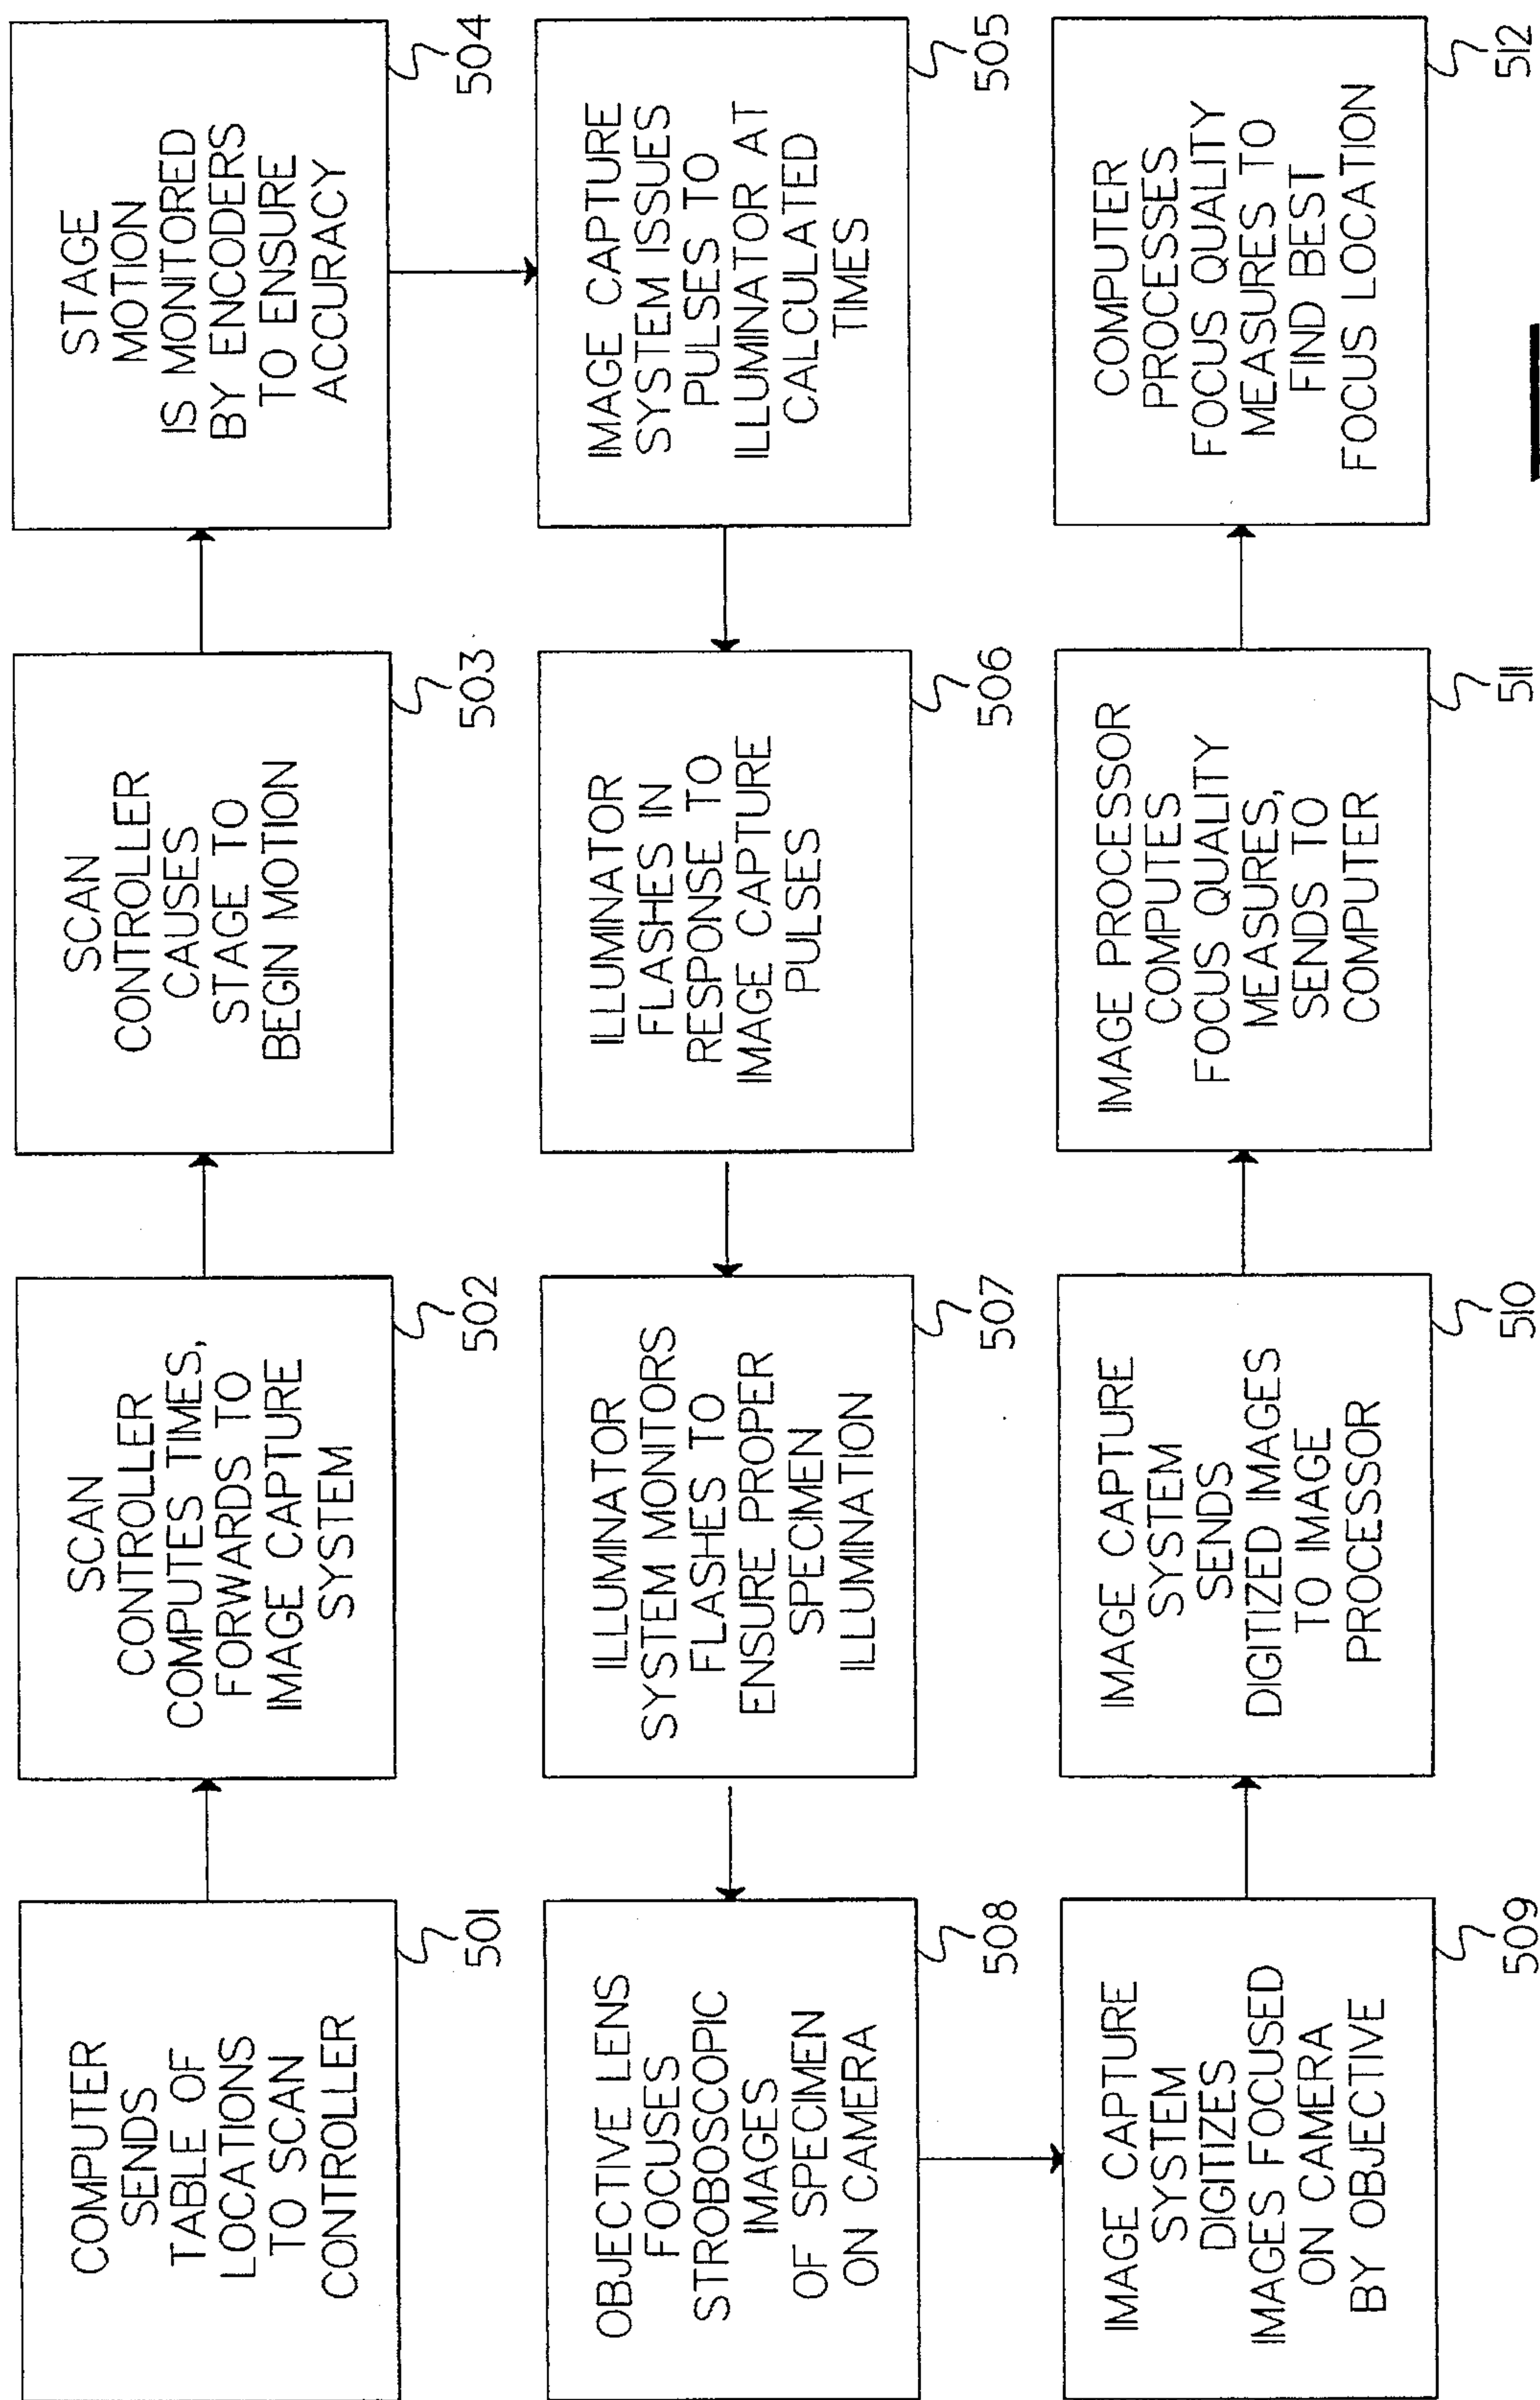 COMPUTER
SENDS
TABLE OF
LOCATIONS
TO SCAN
CONTROLLER
501
SCAN
CONTROLLER
COMPUTES TIMES,
FORWARDS TO
IMAGE CAPTURE
SYSTEM
502
SCAN
CONTROLLER
CAUSES
STAGE TO
BEGIN MOTION
503
STAGE
MOTION
IS MONITORED
BY ENCODERS
TO ENSURE
ACCURACY
504
IMAGE CAPTURE
SYSTEM ISSUES
PULSES TO
ILLUMINATOR AT
CALCULATED
TIMES
505
ILLUMINATOR
FLASHES IN
RESPONSE TO
IMAGE CAPTURE
PULSES
506
ILLUMINATOR
SYSTEM MONITORS
FLASHES TO
ENSURE PROPER
SPECIMEN
ILLUMINATION
507
OBJECTIVE LENS
FOCUSES
STROBOSCOPIC
IMAGES
OF SPECIMEN
ON CAMERA
508
IMAGE CAPTURE
SYSTEM
DIGITIZES
IMAGES FOCUSED
ON CAMERA
BY OBJECTIVE
509
IMAGE CAPTURE
SYSTEM
SENDS
DIGITIZED IMAGES
TO IMAGE
PROCESSOR
510
IMAGE PROCESSOR
COMPUTES
FOCUS QUALITY
MEASURES,
SENDS TO
COMPUTER
511
COMPUTER
PROCESSES
FOCUS QUALITY
MEASURES TO
FIND BEST
FOCUS LOCATION
512